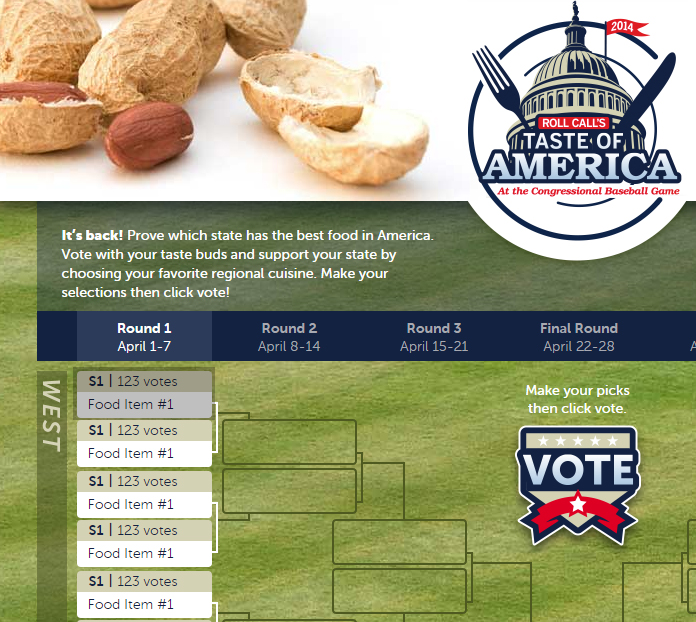 2014
ROLL CALL'S
TASTE OF
AMERICA
At the Congressional Baseball Game
It's back! Prove which state has the best food in America.
Vote with your taste buds and support your state by
choosing your favorite regional cuisine. Make your
selections then click vote!
Round 1
April 1-7
Round 2
April 8-14
Round 3
April 15-21
Final Round
April 22-28
A
WEST
S1 | 123 votes
Food Item #1
S1 | 123 votes
Food Item #1
S1 | 123 votes
Food Item #1
S1 | 123 votes
Food Item #1
S1 | 123 votes
Food Item #1
Make your picks
then click vote.
VOTE